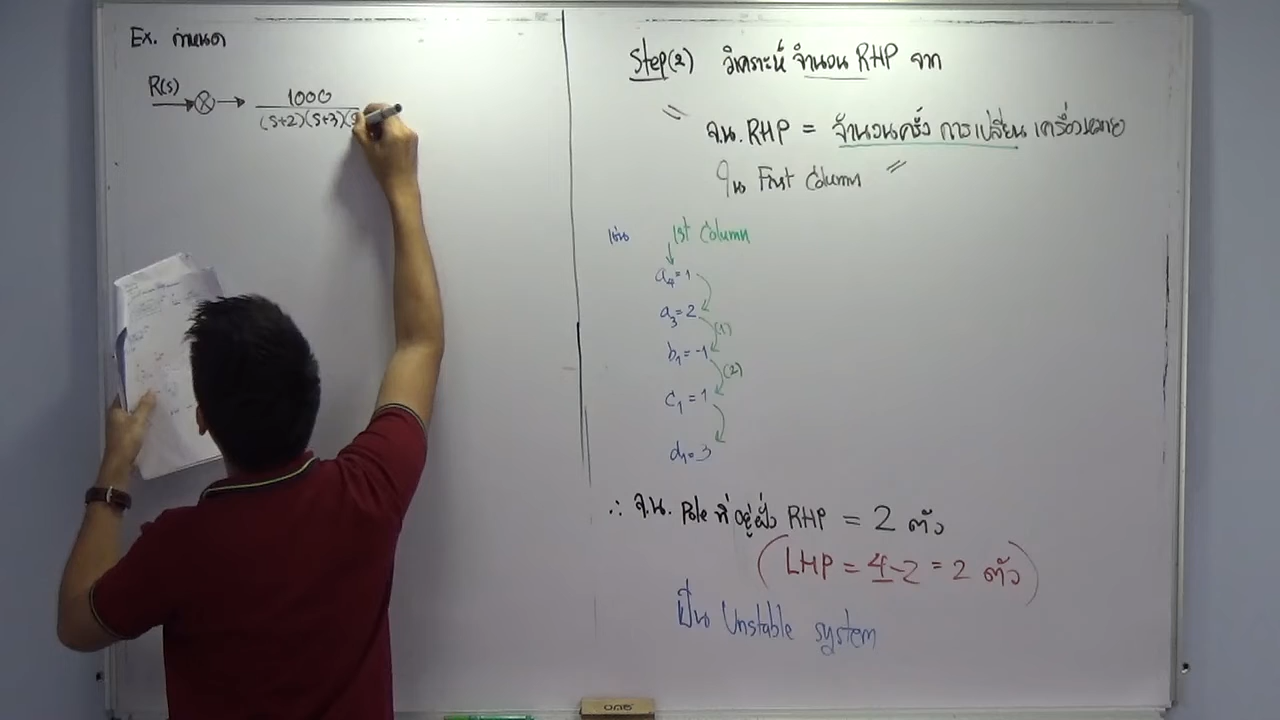 Ex. กำหนด
R(s)
1000
(s+2)(s+3)(s
Step(2) วิเคราะห์ จำนวน RHP จาก
" จ.น. RHP = จำนวนครั้ง การเปลี่ยน เครื่องหมาย
ใน First Column "
เช่น 1st Column
a₄=1
a₃=2
(1)
b₁=-1
(2)
c₁=1
d₁=3
∴ จ.น. Pole ที่อยู่ฝั่ง RHP = 2 ตัว
(LHP = 4-2 = 2 ตัว)
เป็น Unstable system